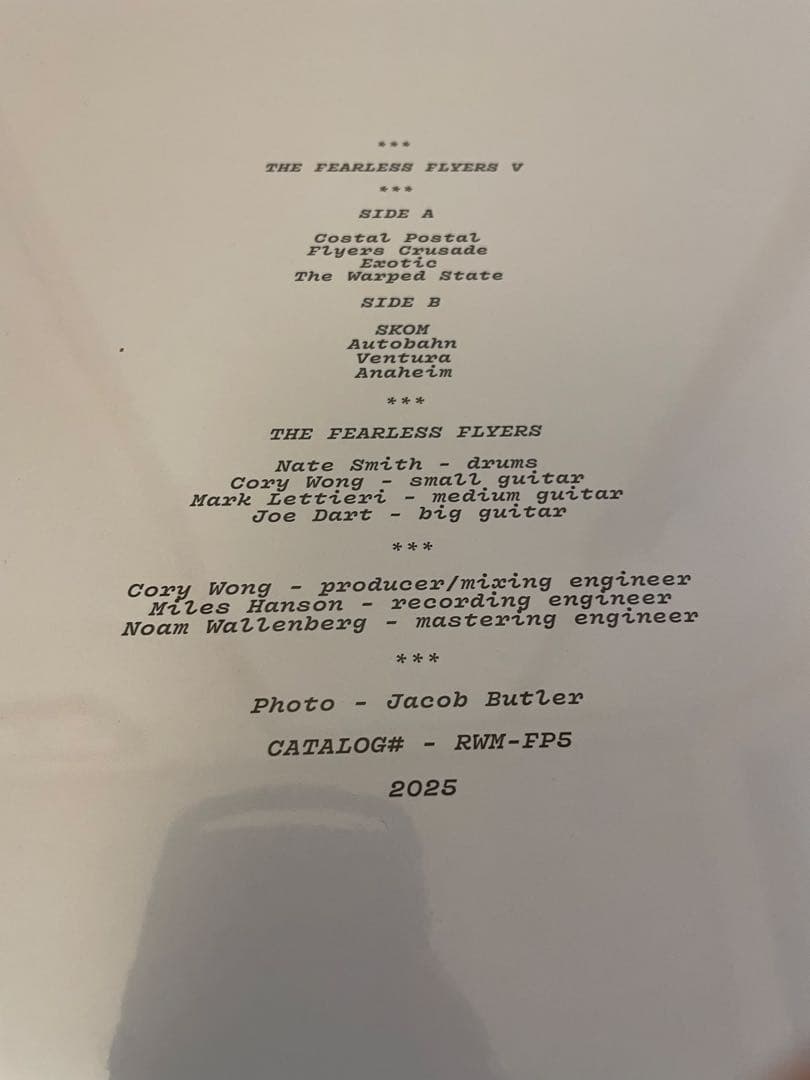 ***
THE FEARLESS FLYERS V
***
SIDE A
Costal Postal
Flyers Crusade
Exotic
The Warped State
SIDE B
SKOM
Autobahn
Ventura
Anaheim
***
THE FEARLESS FLYERS
Nate Smith - drums
Cory Wong - small guitar
Mark Lettieri - medium guitar
Joe Dart - big guitar
***
Cory Wong - producer/mixing engineer
Miles Hanson - recording engineer
Noam Wallenberg - mastering engineer
***
Photo - Jacob Butler
CATALOG# - RWM-FP5
2025